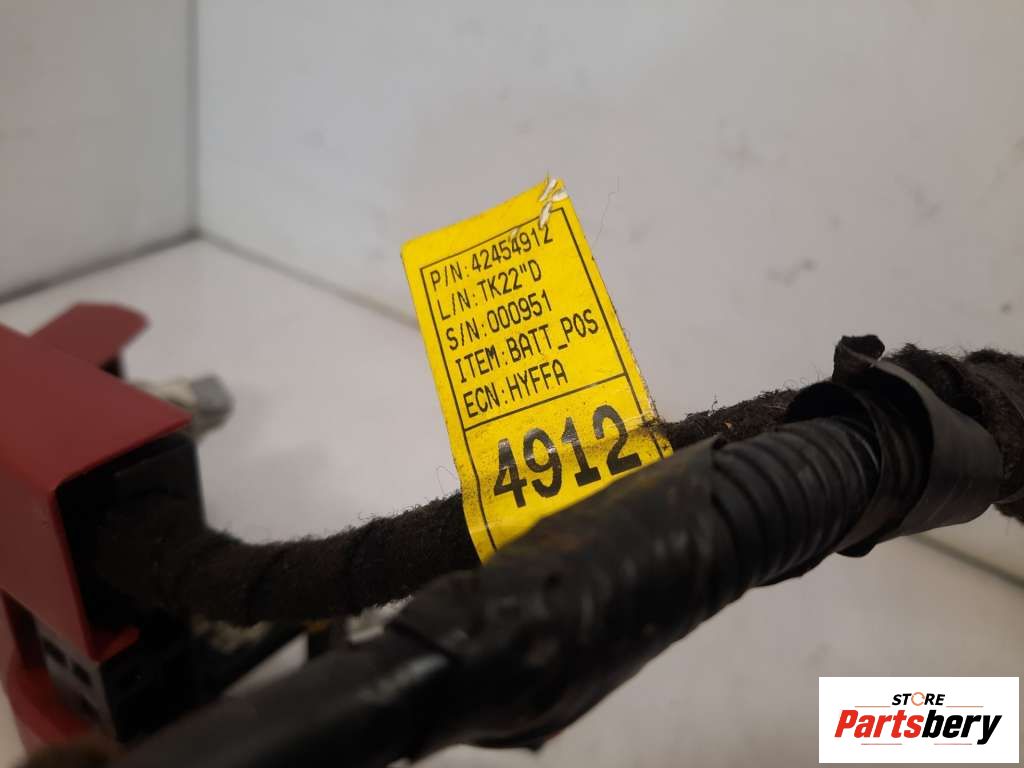 P/N:42454912
L/N:TK22"D
S/N:000951
ITEM:BATT_POS
ECN:HYFFA
4912
STORE
Partsbery